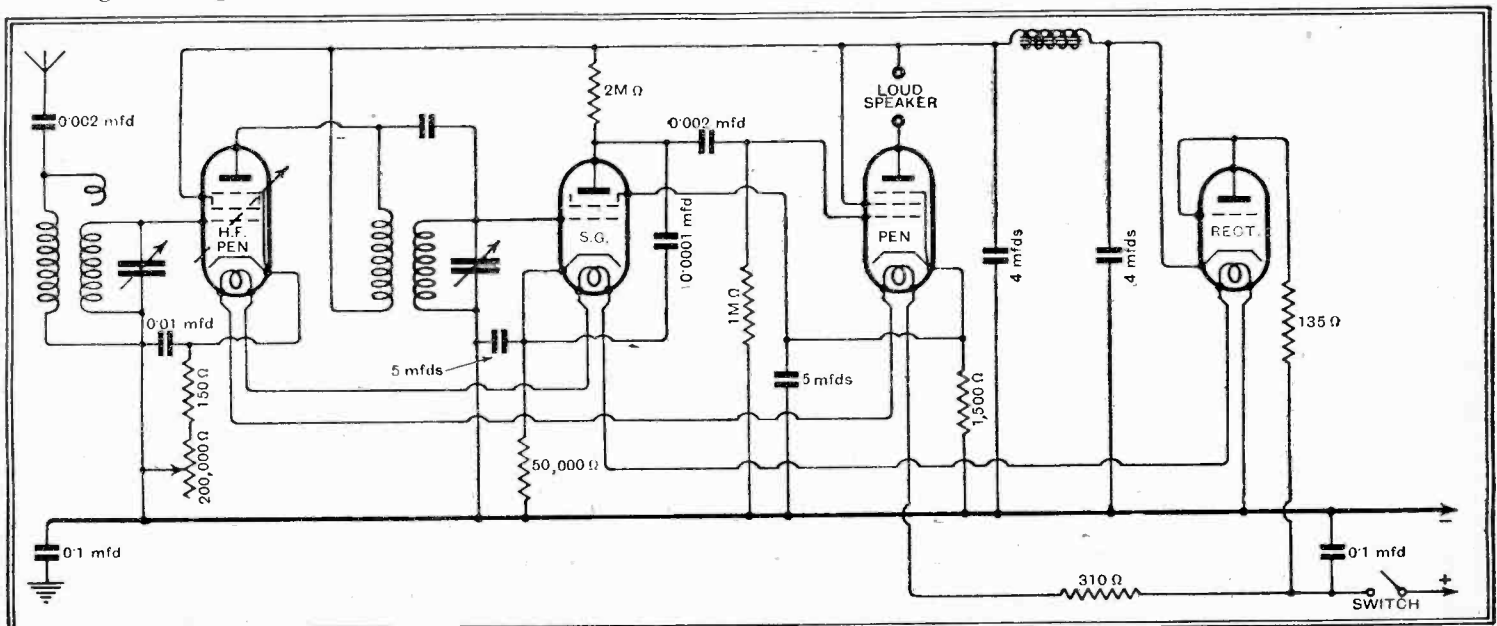 0·002 mfd
H.F.
PEN
0·01 mfd
150 Ω
200,000 Ω
0·1 mfd
5 mfds
2M Ω
S.G.
50,000 Ω
0·0001 mfd
0·002 mfd
1M Ω
5 mfds
LOUD
SPEAKER
PEN
1,500 Ω
4 mfds
4 mfds
RECT.
135 Ω
310 Ω
0·1 mfd
SWITCH
−
+